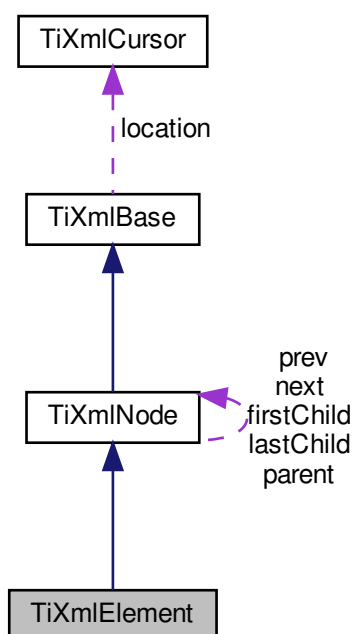 TiXmlCursor
location
TiXmlBase
prev
next
firstChild
lastChild
parent
TiXmlNode
TiXmlElement